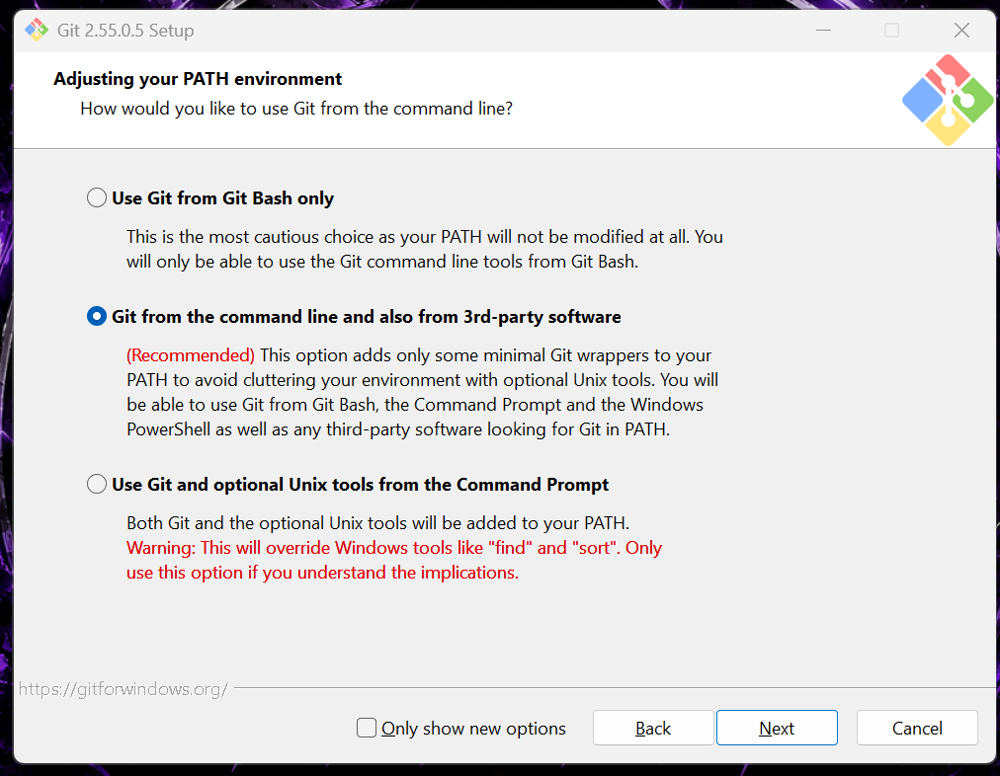 Git 2.55.0.5 Setup
Adjusting your PATH environment
How would you like to use Git from the command line?
Use Git from Git Bash only
This is the most cautious choice as your PATH will not be modified at all. You
will only be able to use the Git command line tools from Git Bash.
Git from the command line and also from 3rd-party software
(Recommended) This option adds only some minimal Git wrappers to your
PATH to avoid cluttering your environment with optional Unix tools. You will
be able to use Git from Git Bash, the Command Prompt and the Windows
PowerShell as well as any third-party software looking for Git in PATH.
Use Git and optional Unix tools from the Command Prompt
Both Git and the optional Unix tools will be added to your PATH.
Warning: This will override Windows tools like "find" and "sort". Only
use this option if you understand the implications.
https://gitforwindows.org/
Only show new options
Back
Next
Cancel